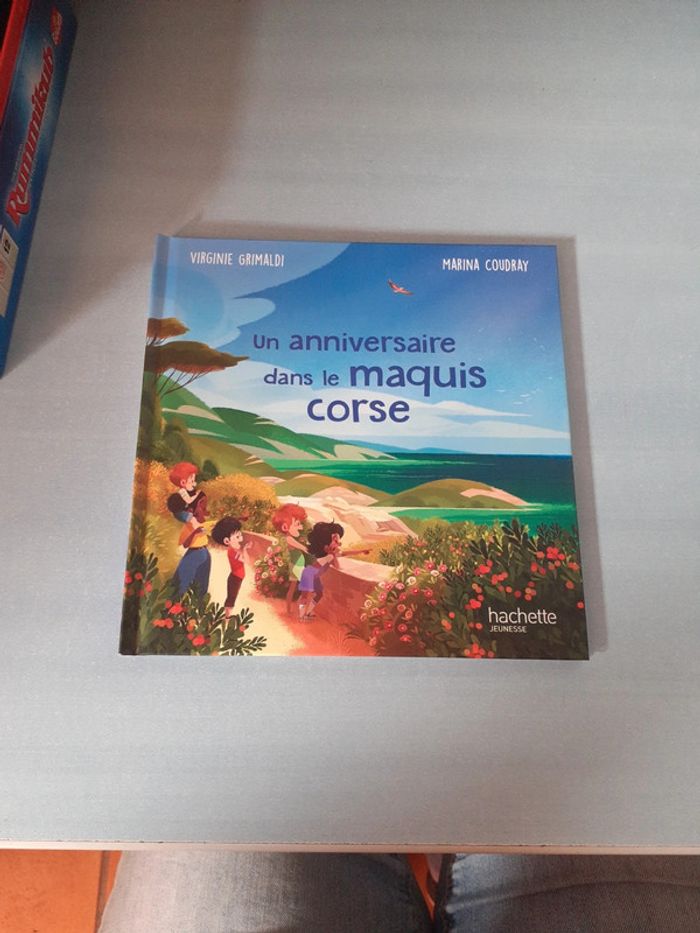 Rummikub
VIRGINIE GRIMALDI
MARINA COUDRAY
Un anniversaire
dans le maquis
corse
hachette
JEUNESSE